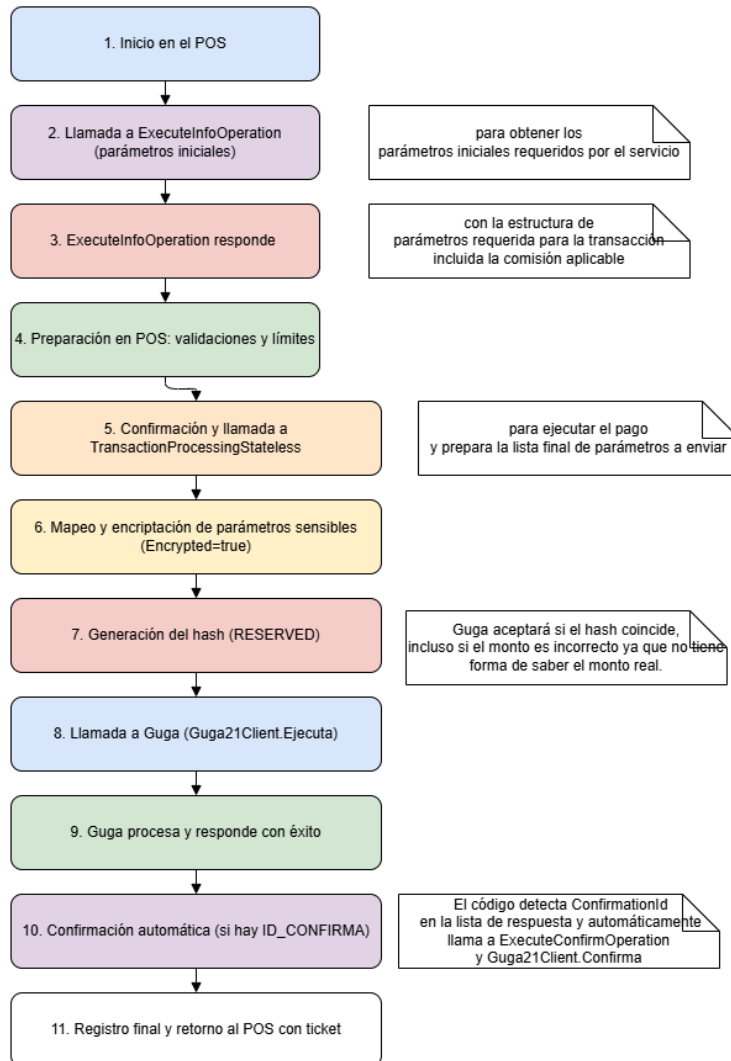 1. Inicio en el POS
2. Llamada a ExecuteInfoOperation
(parámetros iniciales)
para obtener los
parámetros iniciales requeridos por el servicio
3. ExecuteInfoOperation responde
con la estructura de
parámetros requerida para la transacción
incluida la comisión aplicable
4. Preparación en POS: validaciones y límites
5. Confirmación y llamada a
TransactionProcessingStateless
para ejecutar el pago
y prepara la lista final de parámetros a enviar
6. Mapeo y encriptación de parámetros sensibles
(Encrypted=true)
7. Generación del hash (RESERVED)
Guga aceptará si el hash coincide,
incluso si el monto es incorrecto ya que no tiene
forma de saber el monto real.
8. Llamada a Guga (Guga21Client.Ejecuta)
9. Guga procesa y responde con éxito
10. Confirmación automática (si hay ID_CONFIRMA)
El código detecta ConfirmationId
en la lista de respuesta y automáticamente
llama a ExecuteConfirmOperation
y Guga21Client.Confirma
11. Registro final y retorno al POS con ticket